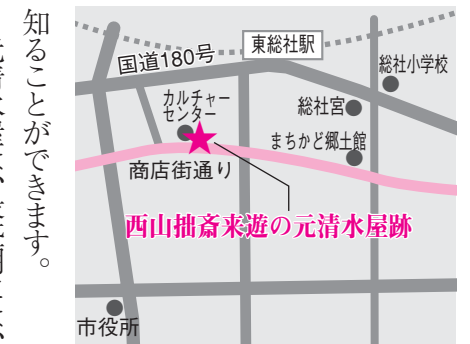 知ることができます。
国道180号
東総社駅
総社小学校
カルチャー
センター
総社宮
まちかど郷土館
商店街通り
西山拙斎来遊の元清水屋跡
市役所